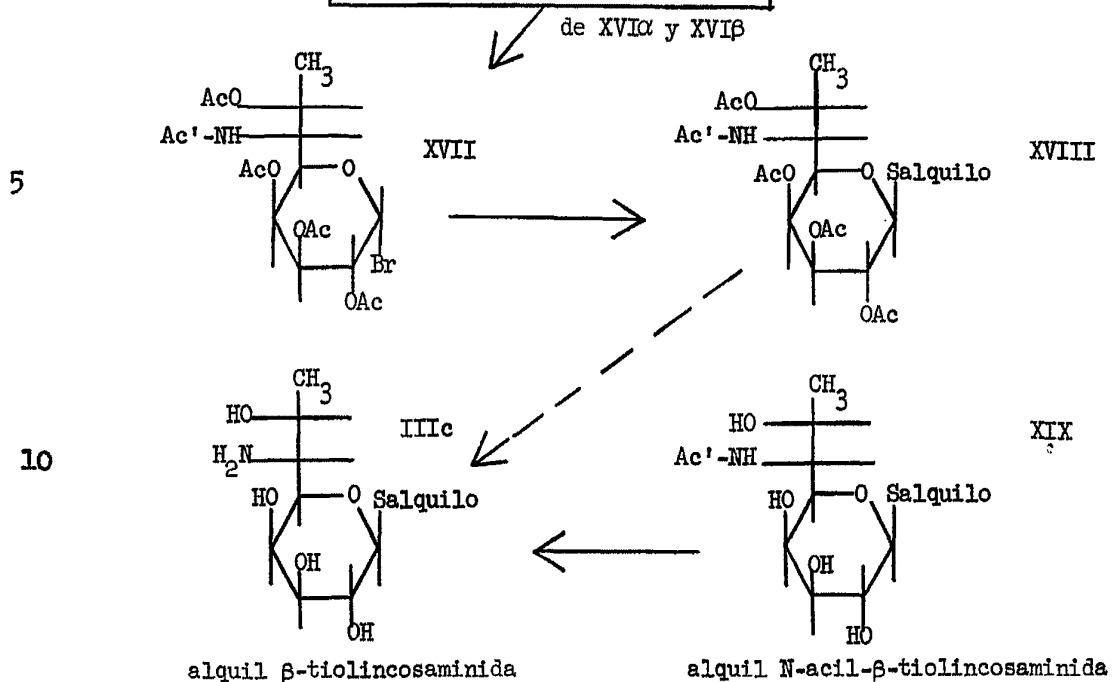 de XVIα y XVIβ
CH3
AcO
Ac'-NH
XVII
AcO
O
OAc
Br
OAc
CH3
AcO
Ac'-NH
XVIII
AcO
O Salquilo
OAc
OAc
5
CH3
HO
IIIc
H2N
HO
O Salquilo
OH
OH
alquil β-tiolincosaminida
CH3
HO
XIX
Ac'-NH
HO
O Salquilo
OH
HO
alquil N-acil-β-tiolincosaminida
10